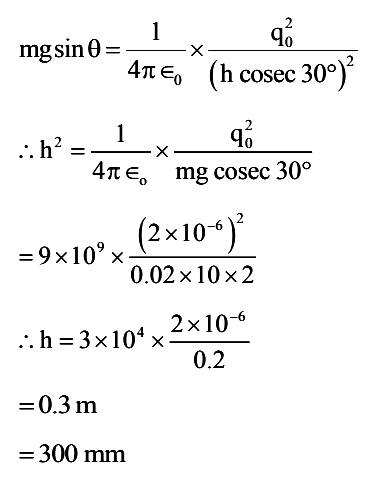 mg sin θ = 1/(4π∈₀) × q₀²/(h cosec 30°)²
∴ h² = 1/(4π∈ₒ) × q₀²/(mg cosec 30°)
= 9×10⁹ × (2×10⁻⁶)²/(0.02×10×2)
∴ h = 3×10⁴ × (2×10⁻⁶)/0.2
= 0.3 m
= 300 mm